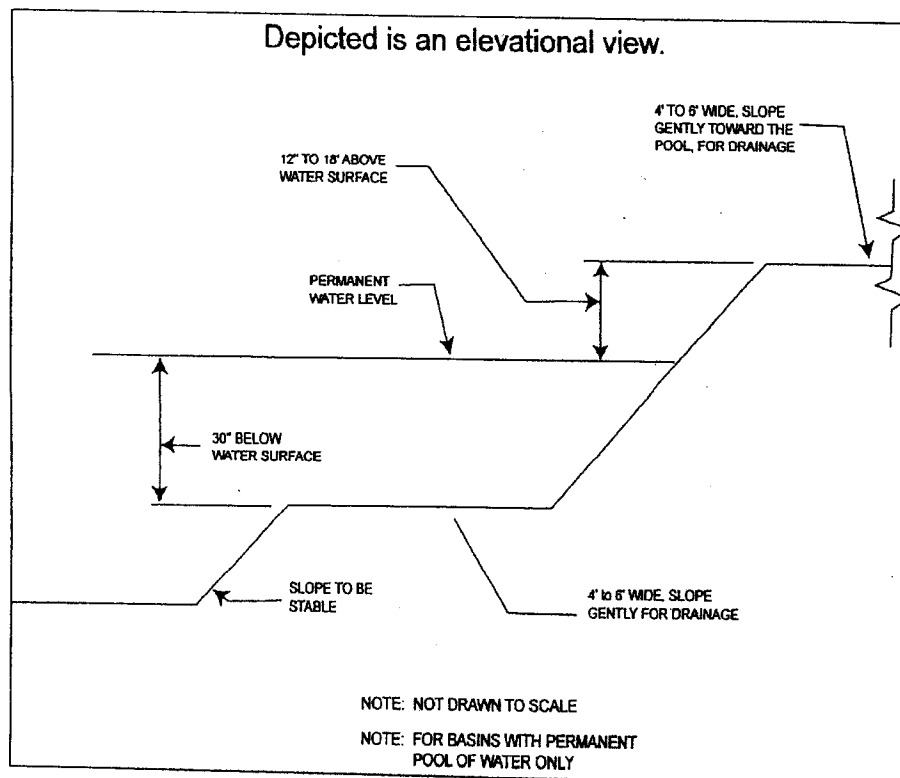 Depicted is an elevational view.
4' TO 6' WIDE, SLOPE
GENTLY TOWARD THE
POOL, FOR DRAINAGE
12" TO 18' ABOVE
WATER SURFACE
PERMANENT
WATER LEVEL
30" BELOW
WATER SURFACE
SLOPE TO BE
STABLE
4' to 6' WIDE, SLOPE
GENTLY FOR DRAINAGE
NOTE: NOT DRAWN TO SCALE
NOTE: FOR BASINS WITH PERMANENT
POOL OF WATER ONLY